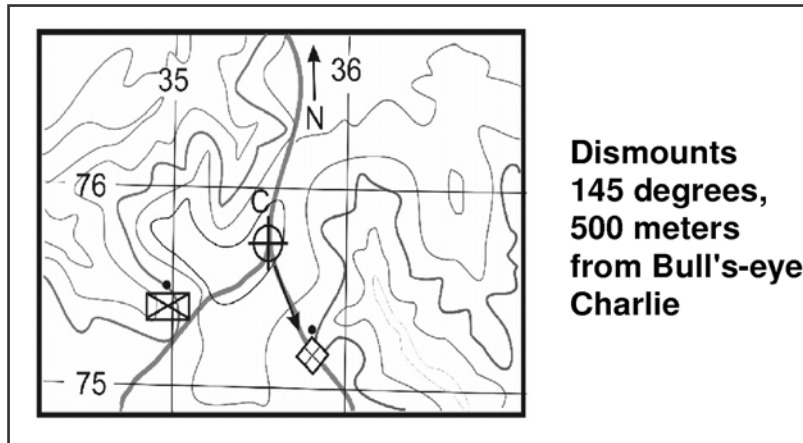 35
36
N
76
C
75
Dismounts
145 degrees,
500 meters
from Bull's-eye
Charlie